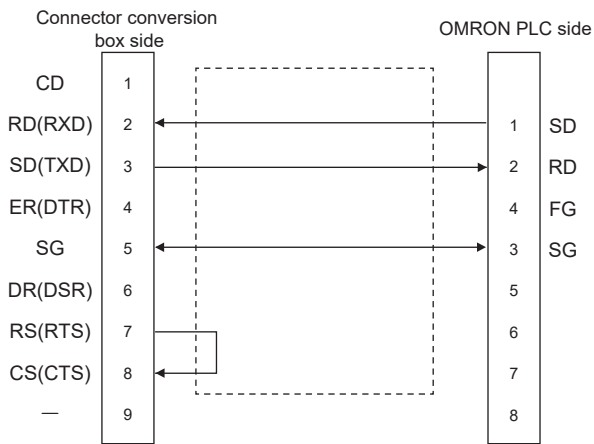 Connector conversion
box side
OMRON PLC side
CD 1
RD(RXD) 2 1 SD
SD(TXD) 3 2 RD
ER(DTR) 4 4 FG
SG 5 3 SG
DR(DSR) 6 5
RS(RTS) 7 6
CS(CTS) 8 7
— 9 8